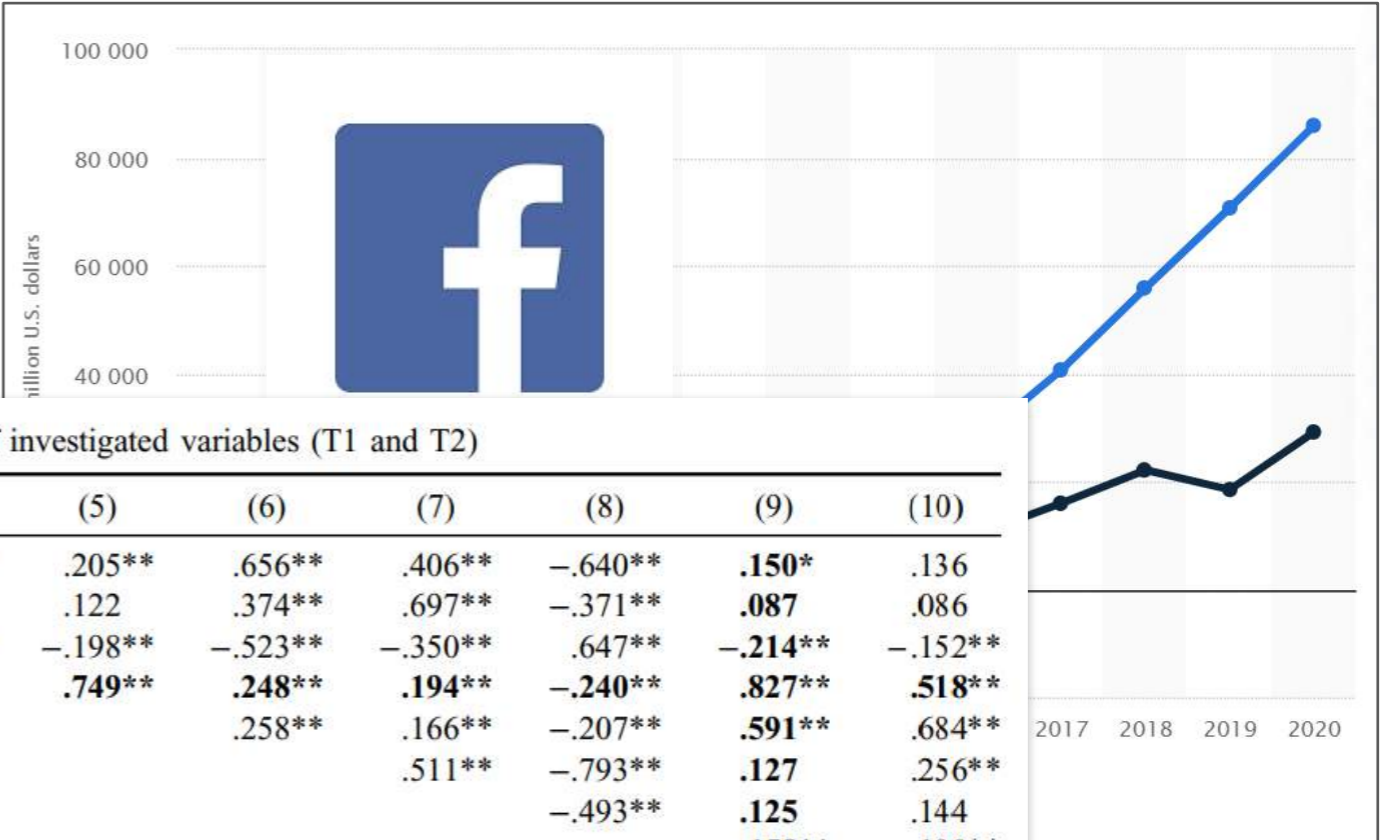 100 000
80 000
60 000
40 000
U.S. dollars
f
investigated variables (T1 and T2)
(5) (6) (7) (8) (9) (10)
.205** .656** .406** –.640** .150* .136
.122 .374** .697** –.371** .087 .086
–.198** –.523** –.350** .647** –.214** –.152**
.749** .248** .194** –.240** .827** .518**
.258** .166** –.207** .591** .684**
.511** –.793** .127 .256**
–.493** .125 .144
2017 2018 2019 2020